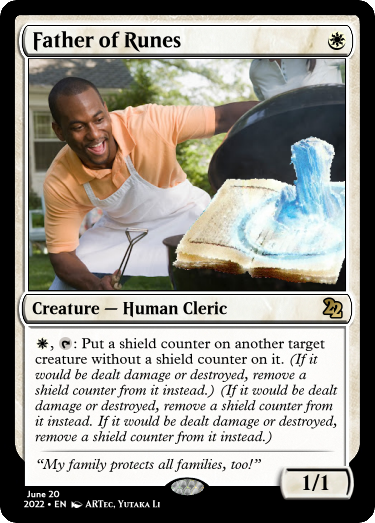 Father of Runes
Creature — Human Cleric
22
, : Put a shield counter on another target
creature without a shield counter on it. (If it
would be dealt damage or destroyed, remove a
shield counter from it instead.) (If it would be dealt
damage or destroyed, remove a shield counter from
it instead. If it would be dealt damage or destroyed,
remove a shield counter from it instead.)
“My family protects all families, too!”
1/1
June 20
2022 • EN ARTec, Yutaka Li